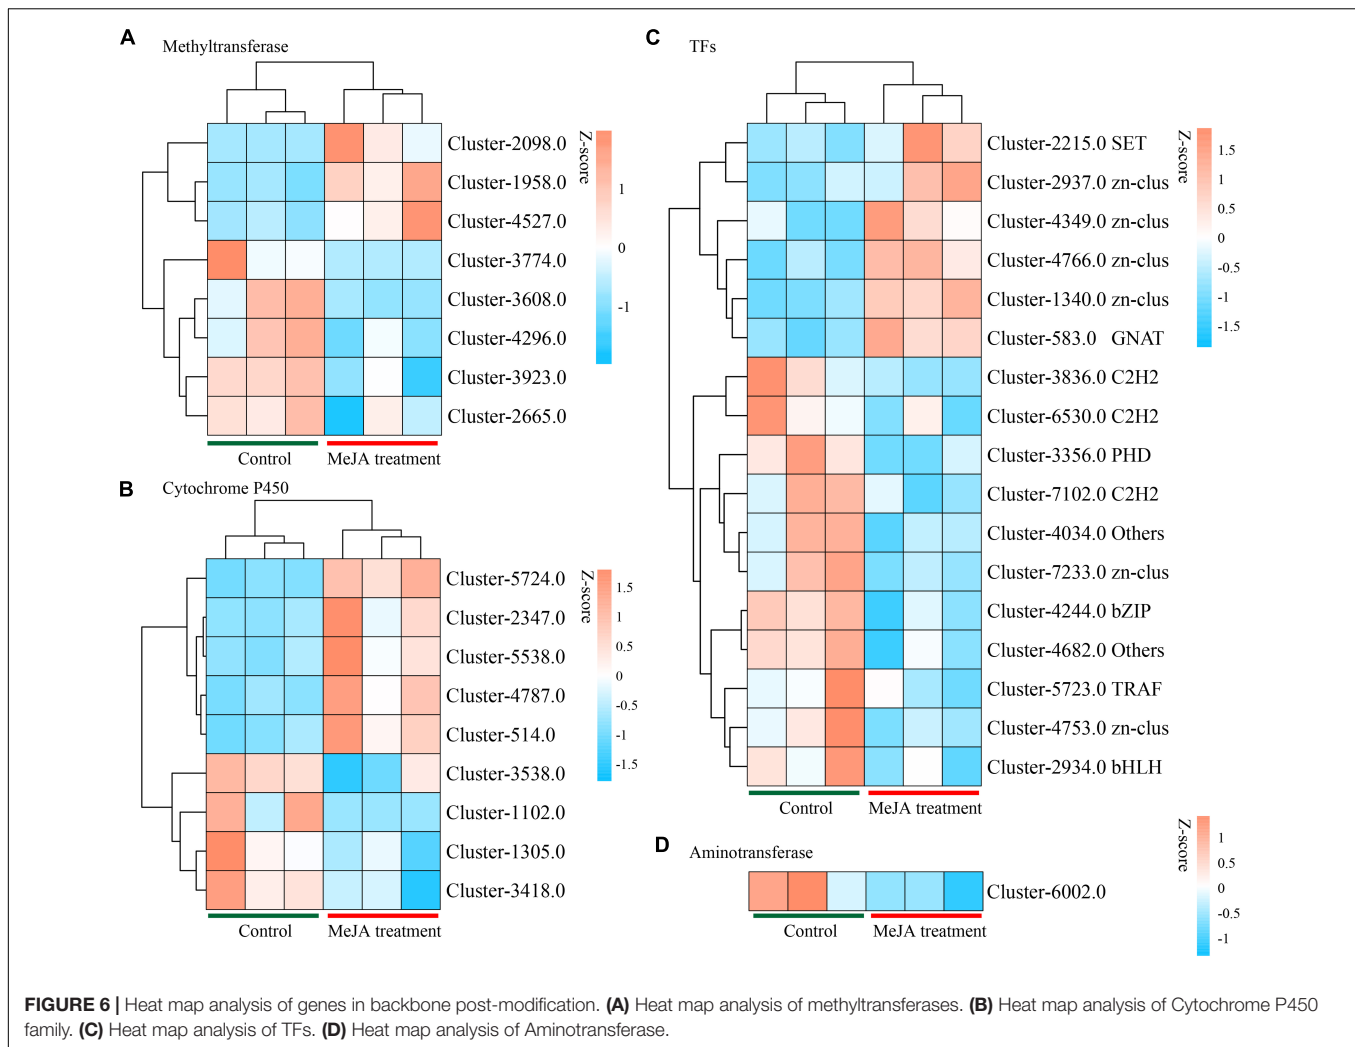 A
Methyltransferase
Cluster-2098.0
Cluster-1958.0
Cluster-4527.0
Cluster-3774.0
Cluster-3608.0
Cluster-4296.0
Cluster-3923.0
Cluster-2665.0
Z-score
1
0
-1
Control
MeJA treatment
B
Cytochrome P450
Cluster-5724.0
Cluster-2347.0
Cluster-5538.0
Cluster-4787.0
Cluster-514.0
Cluster-3538.0
Cluster-1102.0
Cluster-1305.0
Cluster-3418.0
Z-score
1.5
1
0.5
0
-0.5
-1
-1.5
Control
MeJA treatment
C
TFs
Cluster-2215.0 SET
Cluster-2937.0 zn-clus
Cluster-4349.0 zn-clus
Cluster-4766.0 zn-clus
Cluster-1340.0 zn-clus
Cluster-583.0 GNAT
Cluster-3836.0 C2H2
Cluster-6530.0 C2H2
Cluster-3356.0 PHD
Cluster-7102.0 C2H2
Cluster-4034.0 Others
Cluster-7233.0 zn-clus
Cluster-4244.0 bZIP
Cluster-4682.0 Others
Cluster-5723.0 TRAF
Cluster-4753.0 zn-clus
Cluster-2934.0 bHLH
Z-score
1.5
1
0.5
0
-0.5
-1
-1.5
Control
MeJA treatment
D
Aminotransferase
Cluster-6002.0
Z-score
1
0.5
0
-0.5
-1
Control
MeJA treatment
FIGURE 6 | Heat map analysis of genes in backbone post-modification. (A) Heat map analysis of methyltransferases. (B) Heat map analysis of Cytochrome P450
family. (C) Heat map analysis of TFs. (D) Heat map analysis of Aminotransferase.